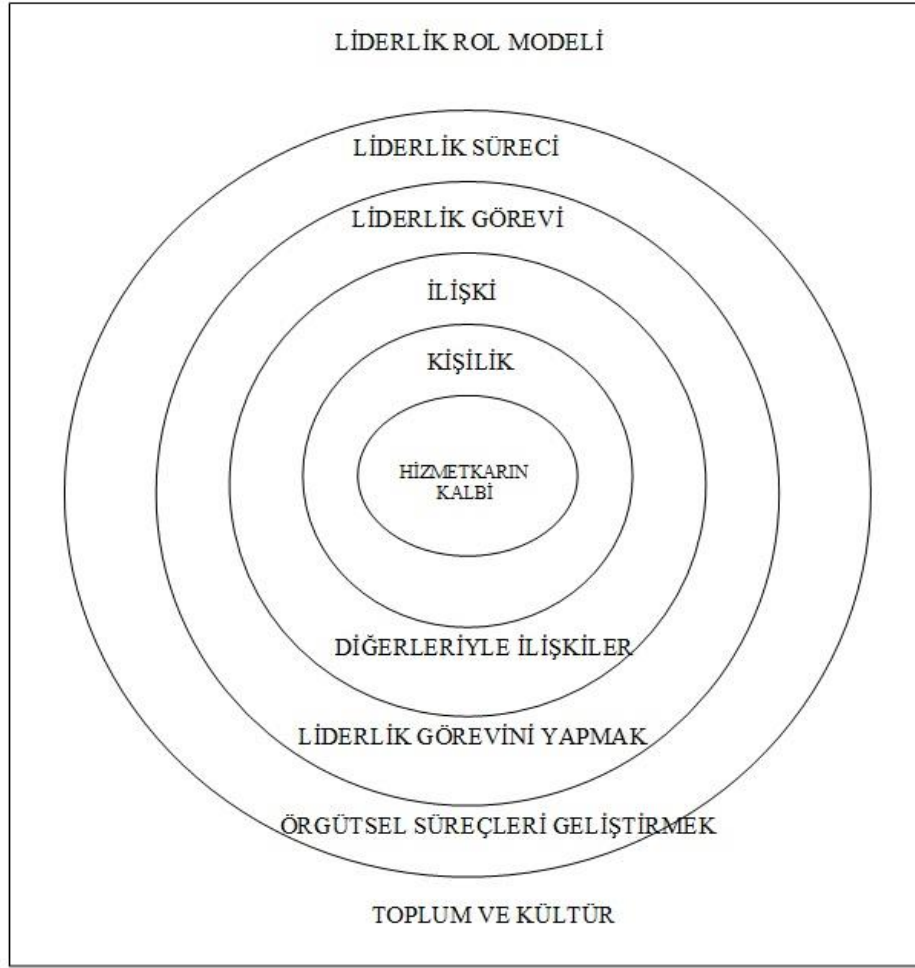 LİDERLİK ROL MODELİ
LİDERLİK SÜRECİ
LİDERLİK GÖREVİ
İLİŞKİ
KİŞİLİK
HİZMETKARIN
KALBİ
DİĞERLERİYLE İLİŞKİLER
LİDERLİK GÖREVİNİ YAPMAK
ÖRGÜTSEL SÜREÇLERİ GELİŞTİRMEK
TOPLUM VE KÜLTÜR